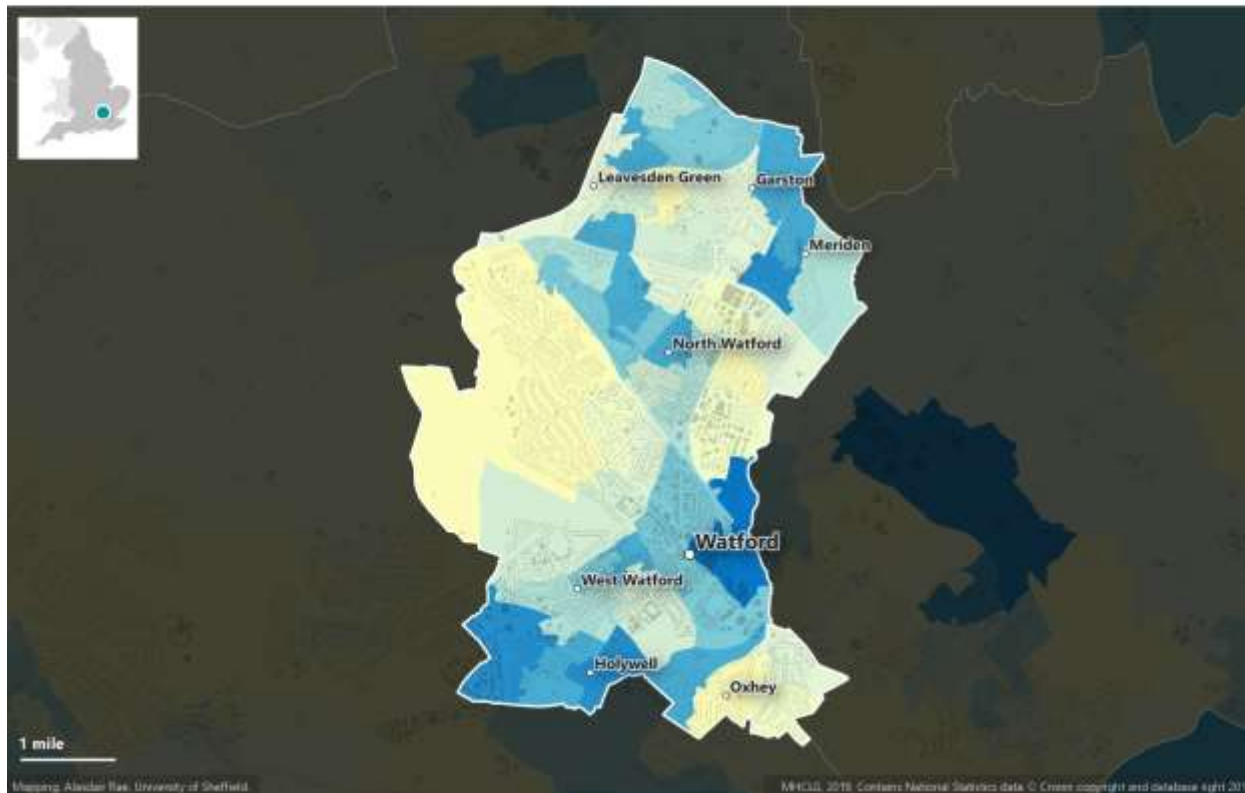 Leavesden Green
Garston
Meriden
North Watford
Watford
West Watford
Holywell
Oxhey
1 mile
Mapping: Alasdair Rae, University of Sheffield.
MHCLG, 2019. Contains National Statistics data. © Crown copyright and database right 201